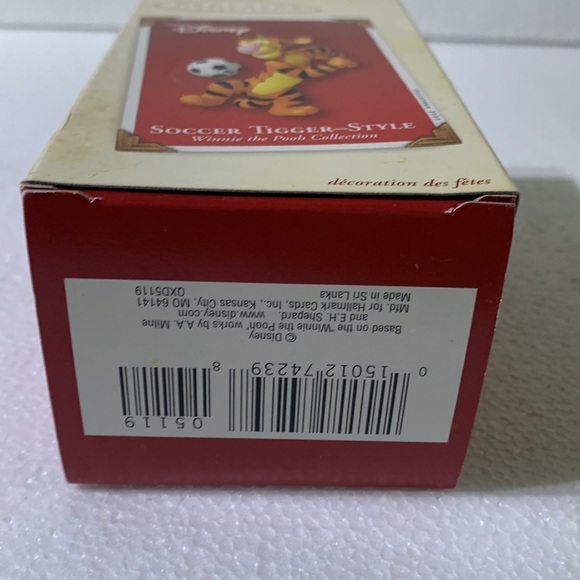 Disney
SOCCER TIGGER–STYLE
Winnie the Pooh Collection
décoration des fêtes
© Disney
Based on the "Winnie the Pooh" works by A.A. Milne
and E.H. Shepard. www.disney.com
Mfd. for Hallmark Cards, Inc., Kansas City, MO 64141
Made in Sri Lanka QXD5119
0 15012 74239 8
05119